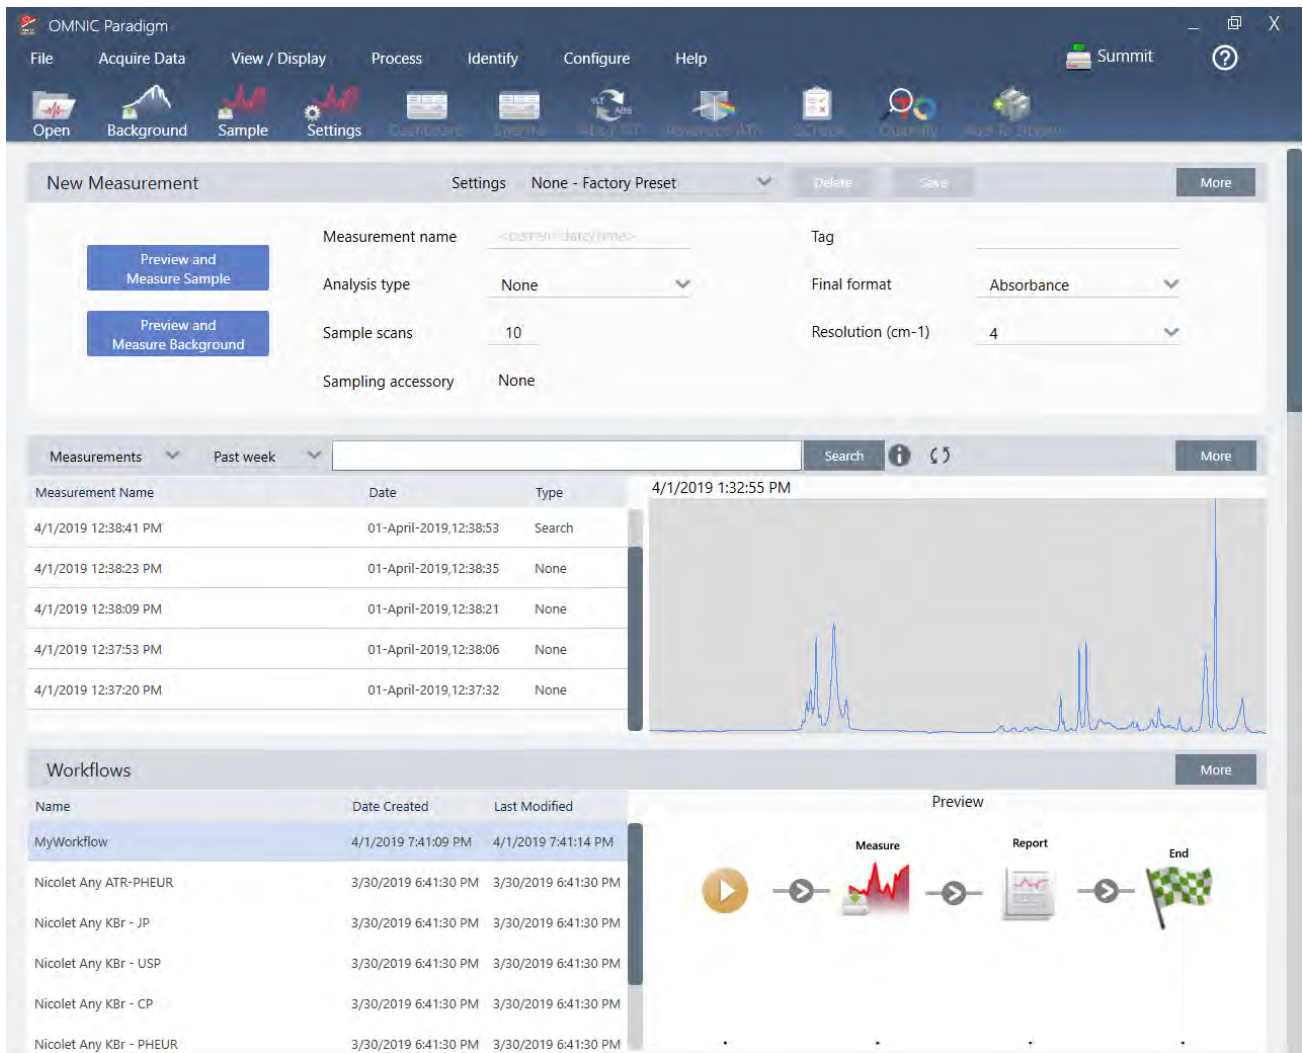 OMNIC Paradigm
File Acquire Data View / Display Process Identify Configure Help Summit
Open Background Sample Settings
New Measurement Settings None - Factory Preset Delete Save More
Preview and
Measure Sample
Preview and
Measure Background
Measurement name <current date/time> Tag
Analysis type None Final format Absorbance
Sample scans 10 Resolution (cm-1) 4
Sampling accessory None
Measurements Past week Search More
Measurement Name Date Type 4/1/2019 1:32:55 PM
4/1/2019 12:38:41 PM 01-April-2019,12:38:53 Search
4/1/2019 12:38:23 PM 01-April-2019,12:38:35 None
4/1/2019 12:38:09 PM 01-April-2019,12:38:21 None
4/1/2019 12:37:53 PM 01-April-2019,12:38:06 None
4/1/2019 12:37:20 PM 01-April-2019,12:37:32 None
Workflows More
Name Date Created Last Modified Preview
MyWorkflow 4/1/2019 7:41:09 PM 4/1/2019 7:41:14 PM
Nicolet Any ATR-PHEUR 3/30/2019 6:41:30 PM 3/30/2019 6:41:30 PM
Nicolet Any KBr - JP 3/30/2019 6:41:30 PM 3/30/2019 6:41:30 PM
Nicolet Any KBr - USP 3/30/2019 6:41:30 PM 3/30/2019 6:41:30 PM
Nicolet Any KBr - CP 3/30/2019 6:41:30 PM 3/30/2019 6:41:30 PM
Nicolet Any KBr - PHEUR 3/30/2019 6:41:30 PM 3/30/2019 6:41:30 PM
Measure Report End